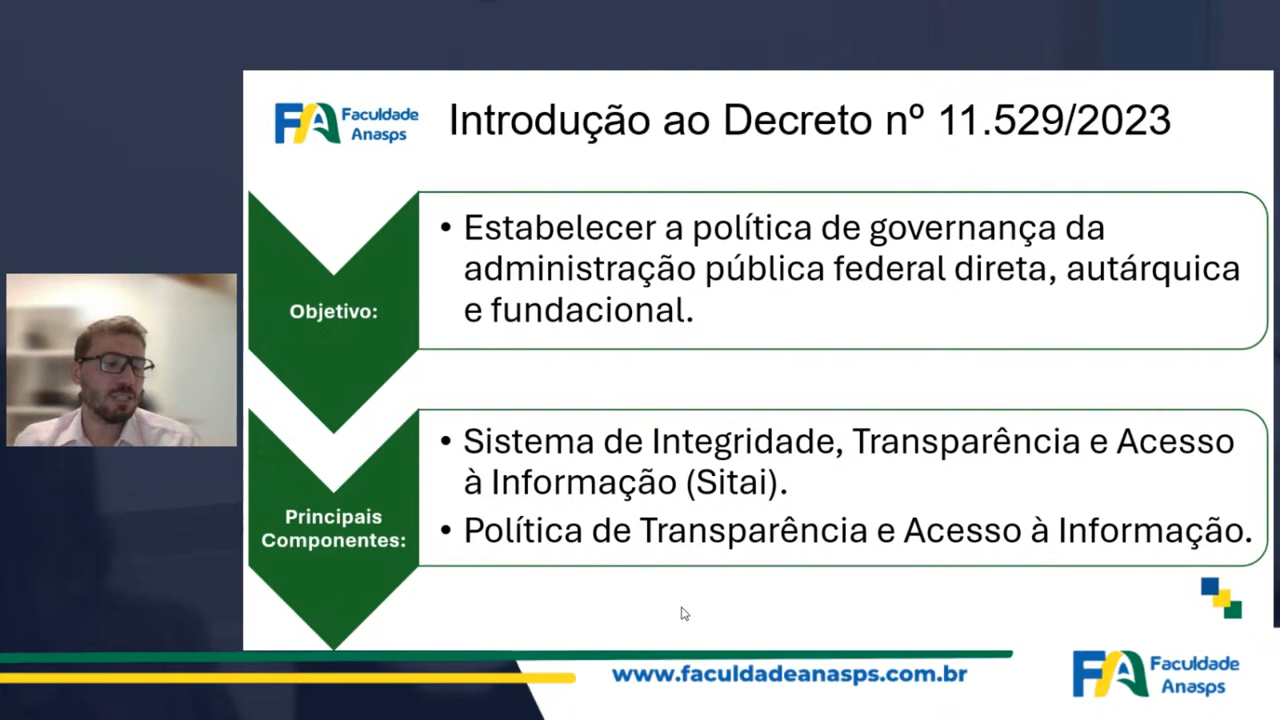 FA Faculdade
Anasps
Introdução ao Decreto nº 11.529/2023
Objetivo:
• Estabelecer a política de governança da
administração pública federal direta, autárquica
e fundacional.
Principais
Componentes:
• Sistema de Integridade, Transparência e Acesso
à Informação (Sitai).
• Política de Transparência e Acesso à Informação.
www.faculdadeanasps.com.br
FA Faculdade
Anasps